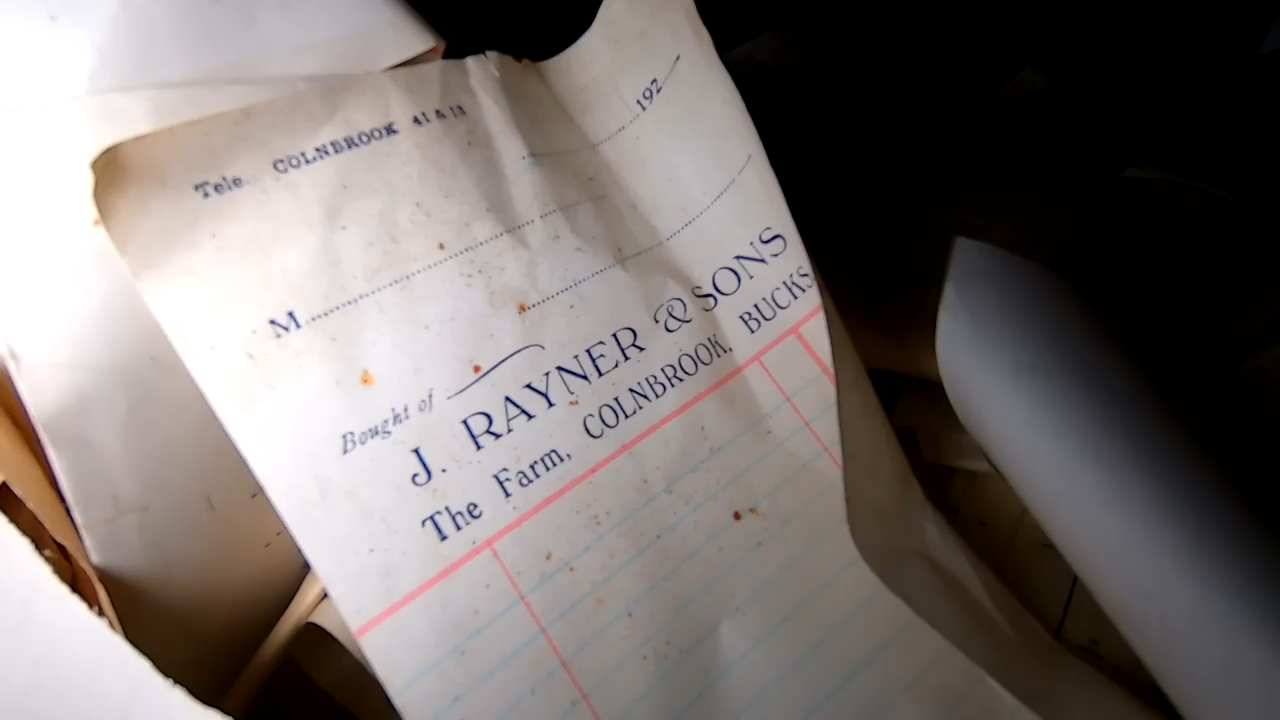 Tele COLNBROOK 41 & 13
192
M
Bought of
J. RAYNER & SONS
The Farm, COLNBROOK, BUCKS.